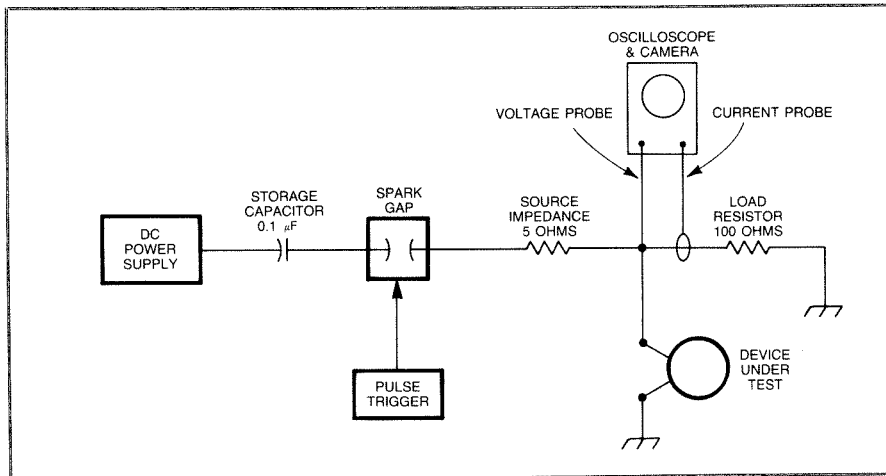 OSCILLOSCOPE
& CAMERA
VOLTAGE PROBE
CURRENT PROBE
STORAGE
CAPACITOR
0.1 μF
SPARK
GAP
SOURCE
IMPEDANCE
5 OHMS
LOAD
RESISTOR
100 OHMS
DC
POWER
SUPPLY
PULSE
TRIGGER
DEVICE
UNDER
TEST